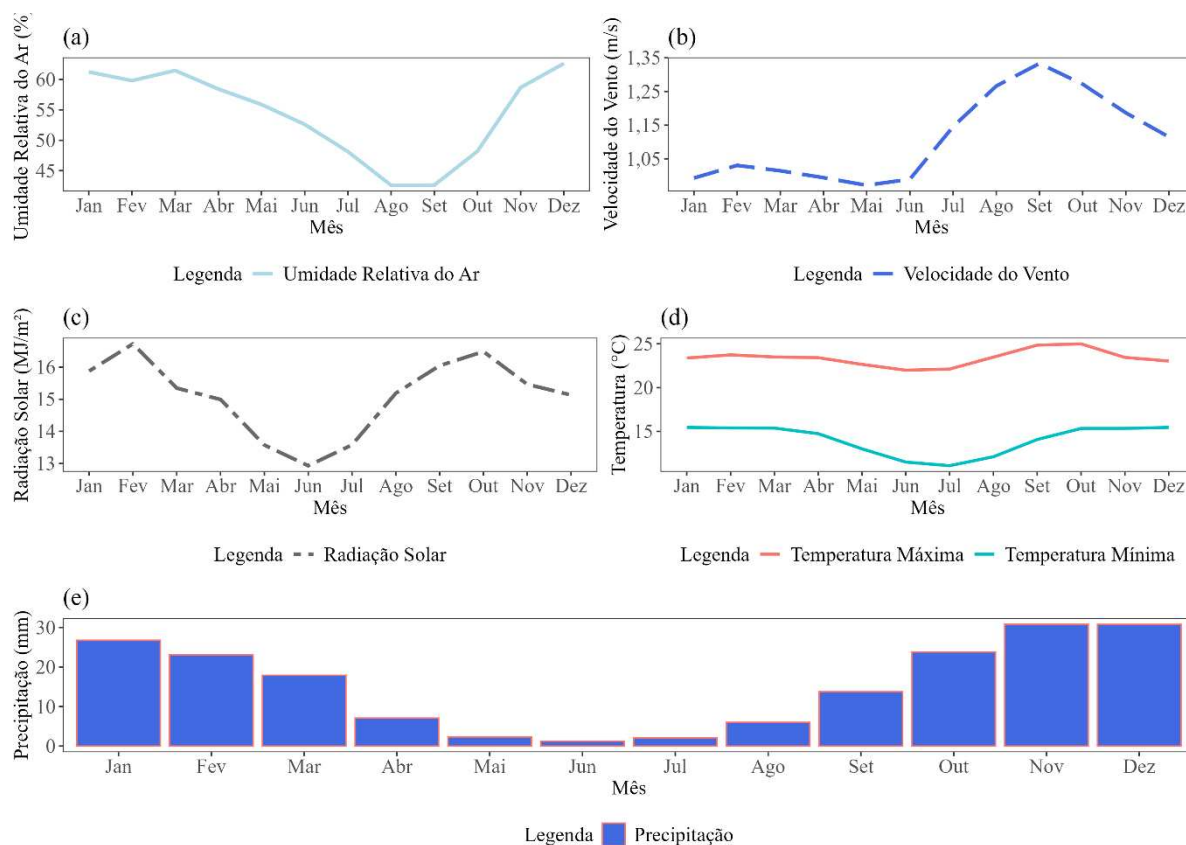 (a)
Umidade Relativa do Ar (%)
60
55
50
45
Jan Fev Mar Abr Mai Jun Jul Ago Set Out Nov Dez
Mês
Legenda Umidade Relativa do Ar
(b)
Velocidade do Vento (m/s)
1,35
1,25
1,15
1,05
Jan Fev Mar Abr Mai Jun Jul Ago Set Out Nov Dez
Mês
Legenda Velocidade do Vento
(c)
Radiação Solar (MJ/m²)
16
15
14
13
Jan Fev Mar Abr Mai Jun Jul Ago Set Out Nov Dez
Mês
Legenda Radiação Solar
(d)
Temperatura (°C)
25
20
15
Jan Fev Mar Abr Mai Jun Jul Ago Set Out Nov Dez
Mês
Legenda Temperatura Máxima Temperatura Mínima
(e)
Precipitação (mm)
30
20
10
0
Jan Fev Mar Abr Mai Jun Jul Ago Set Out Nov Dez
Mês
Legenda Precipitação